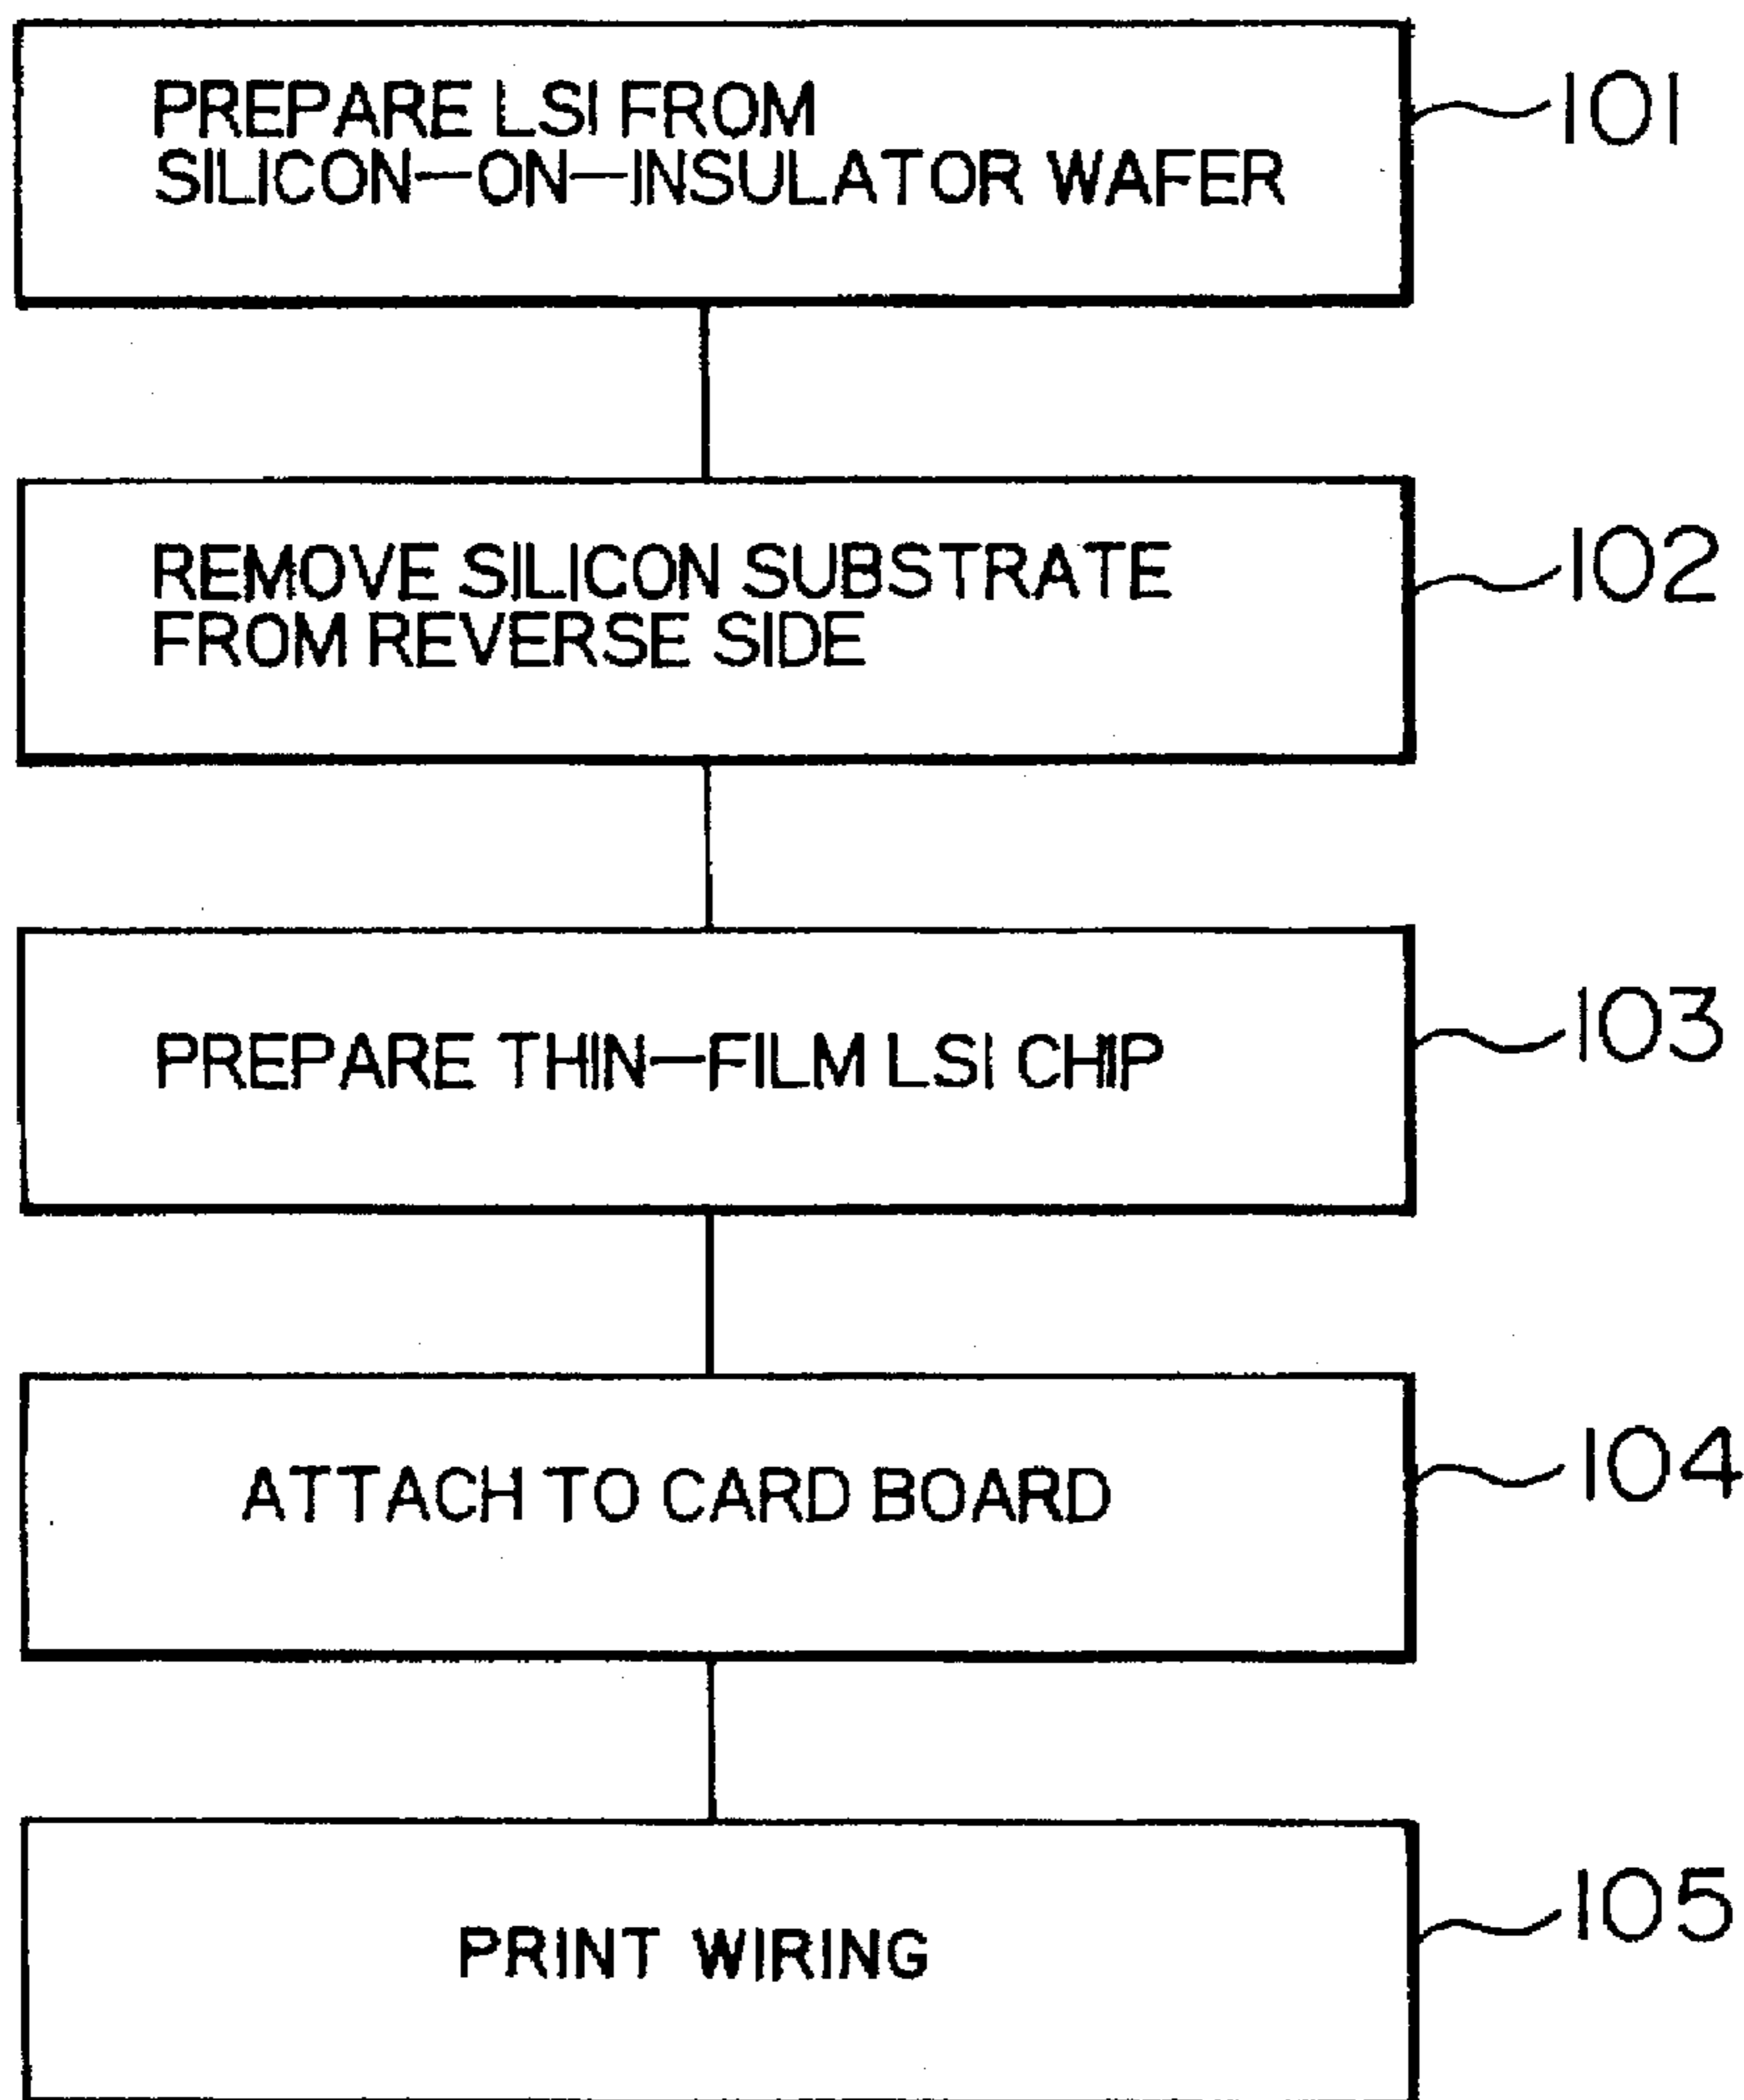 PREPARE LSI FROM
SILICON-ON-INSULATOR WAFER
101
REMOVE SILICON SUBSTRATE
FROM REVERSE SIDE
102
PREPARE THIN-FILM LSI CHIP
103
ATTACH TO CARD BOARD
104
PRINT WIRING
105